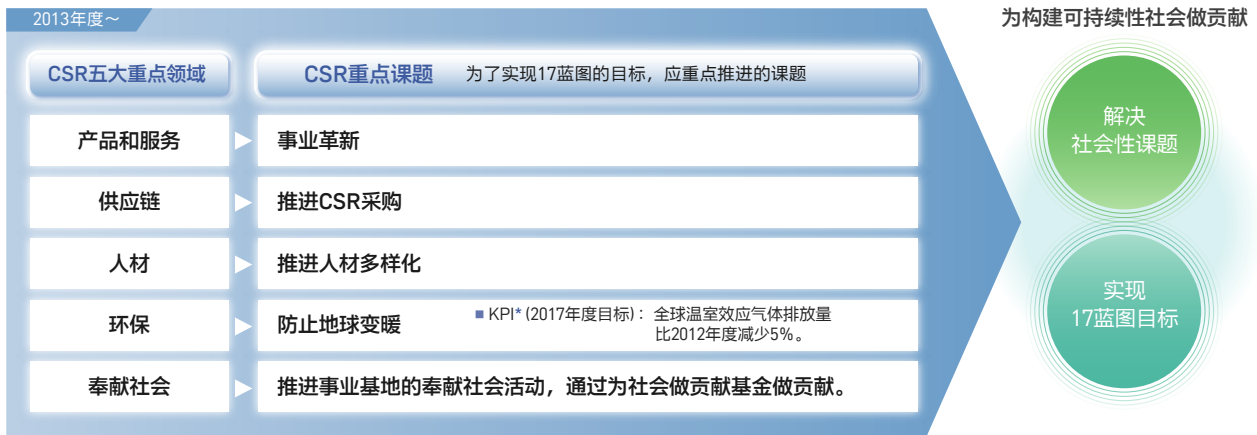 2013年度～
为构建可持续性社会做贡献
CSR五大重点领域
CSR重点课题 为了实现17蓝图的目标，应重点推进的课题
产品和服务
事业革新
供应链
推进CSR采购
人材
推进人材多样化
环保
防止地球变暖
■ KPI* (2017年度目标)：全球温室效应气体排放量
比2012年度减少5%。
奉献社会
推进事业基地的奉献社会活动，通过为社会做贡献基金做贡献。
解决
社会性课题
实现
17蓝图目标